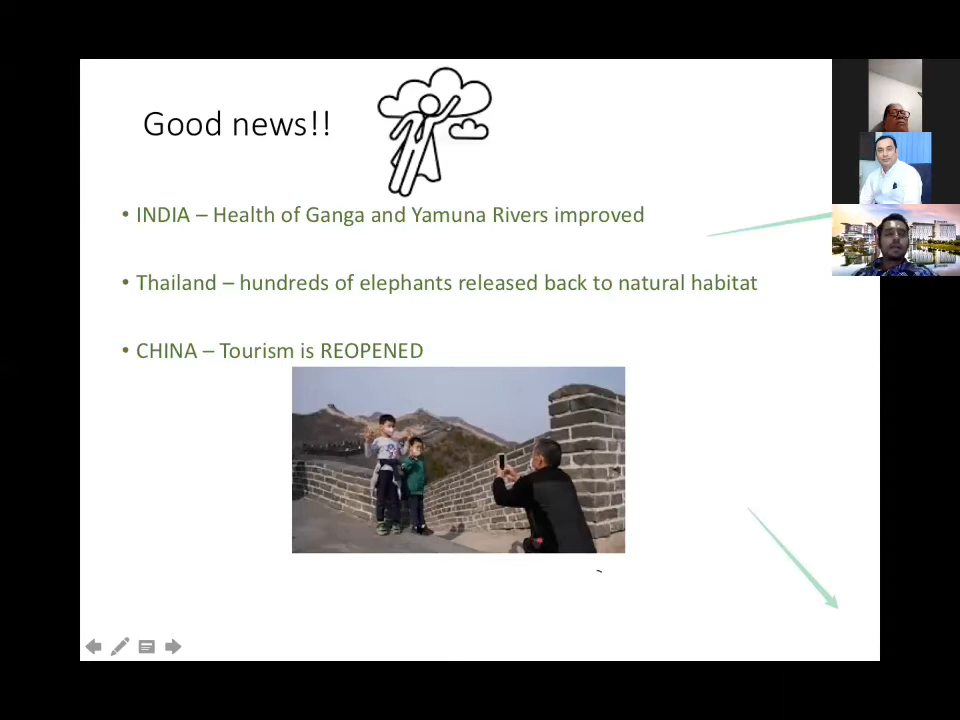 Good news!!
• INDIA – Health of Ganga and Yamuna Rivers improved
• Thailand – hundreds of elephants released back to natural habitat
• CHINA – Tourism is REOPENED